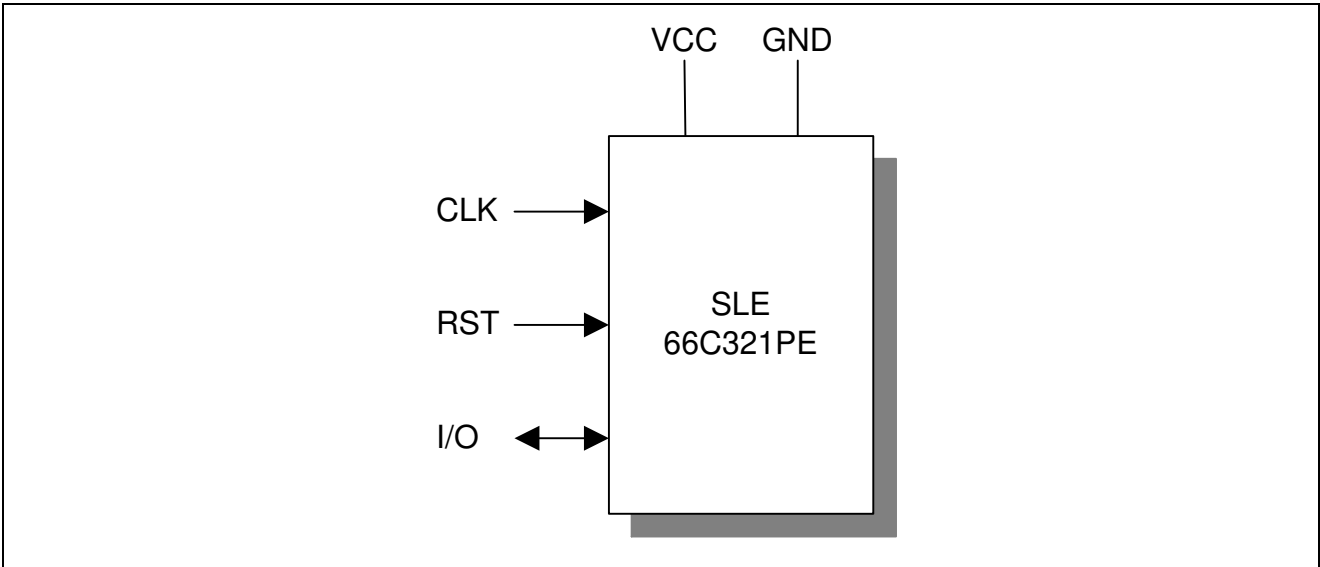 VCC GND
CLK
RST
SLE
66C321PE
I/O